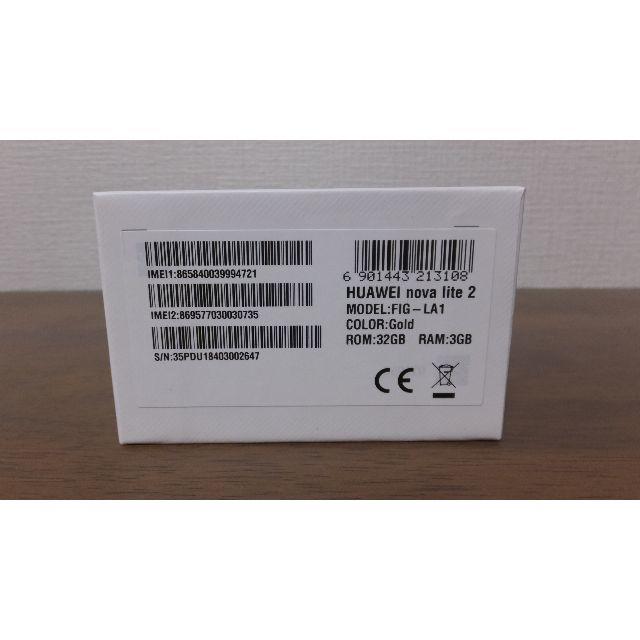 IMEI1:865840039994721
IMEI2:869577030030735
S/N:35PDU18403002647
6 901443 213108
HUAWEI nova lite 2
MODEL:FIG-LA1
COLOR:Gold
ROM:32GB RAM:3GB
CE